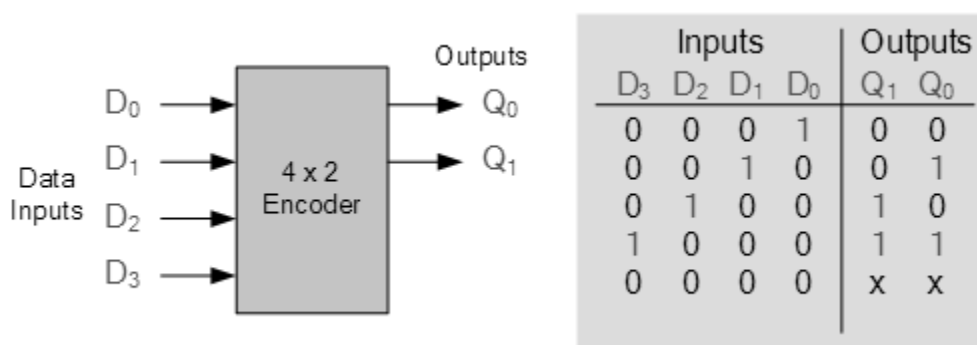 Outputs
D₀
Q₀
D₁
Q₁
Data
Inputs
4 x 2
Encoder
D₂
D₃
Inputs Outputs
D₃ D₂ D₁ D₀ Q₁ Q₀
0 0 0 1 0 0
0 0 1 0 0 1
0 1 0 0 1 0
1 0 0 0 1 1
0 0 0 0 x x